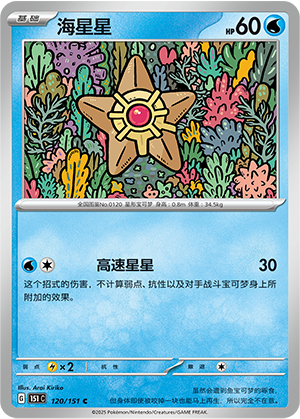 基础 海星星 HP60
全国图鉴No.0120 星形宝可梦 身高：0.8m 体重：34.5kg
高速星星 30
这个招式的伤害，不计算弱点、抗性以及对手战斗宝可梦身上所附加的效果。
弱点 ×2 抗性 撤退
Illus. Arai Kiriko
G 151 C 120/151 C
虽然会遭到鱼型宝可梦的啃食，
但身体即使被咬掉一块也马上能再生，所以完全不在意。
©2025 Pokémon/Nintendo/Creatures/GAME FREAK.